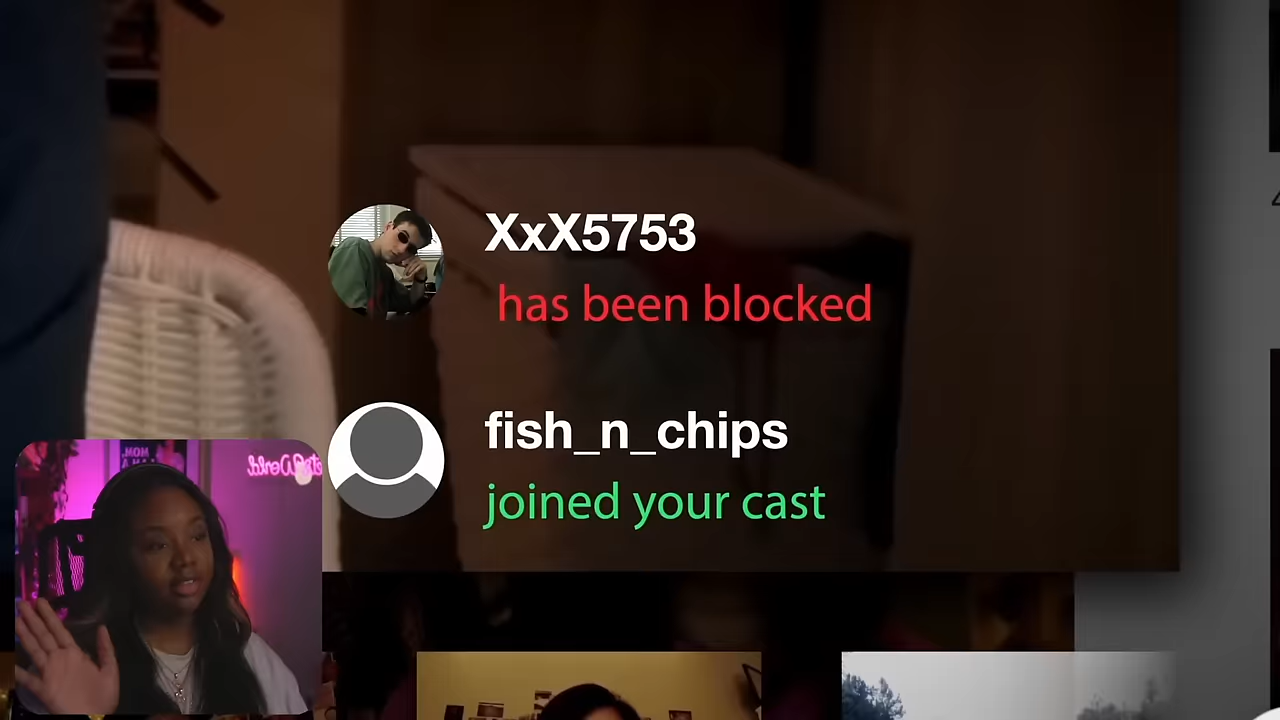 XxX5753
has been blocked
fish_n_chips
joined your cast